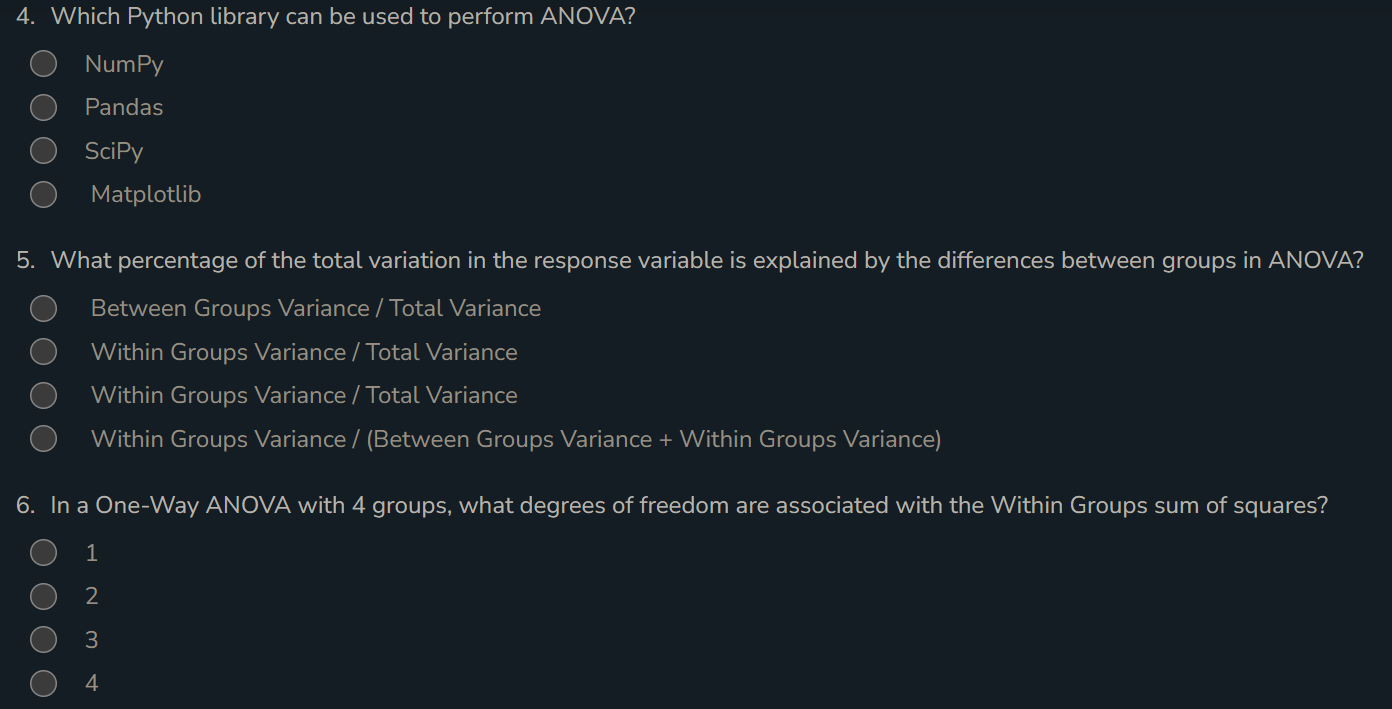 4. Which Python library can be used to perform ANOVA?
NumPy
Pandas
SciPy
Matplotlib
5. What percentage of the total variation in the response variable is explained by the differences between groups in ANOVA?
Between Groups Variance / Total Variance
Within Groups Variance / Total Variance
Within Groups Variance / Total Variance
Within Groups Variance / (Between Groups Variance + Within Groups Variance)
6. In a One-Way ANOVA with 4 groups, what degrees of freedom are associated with the Within Groups sum of squares?
1
2
3
4